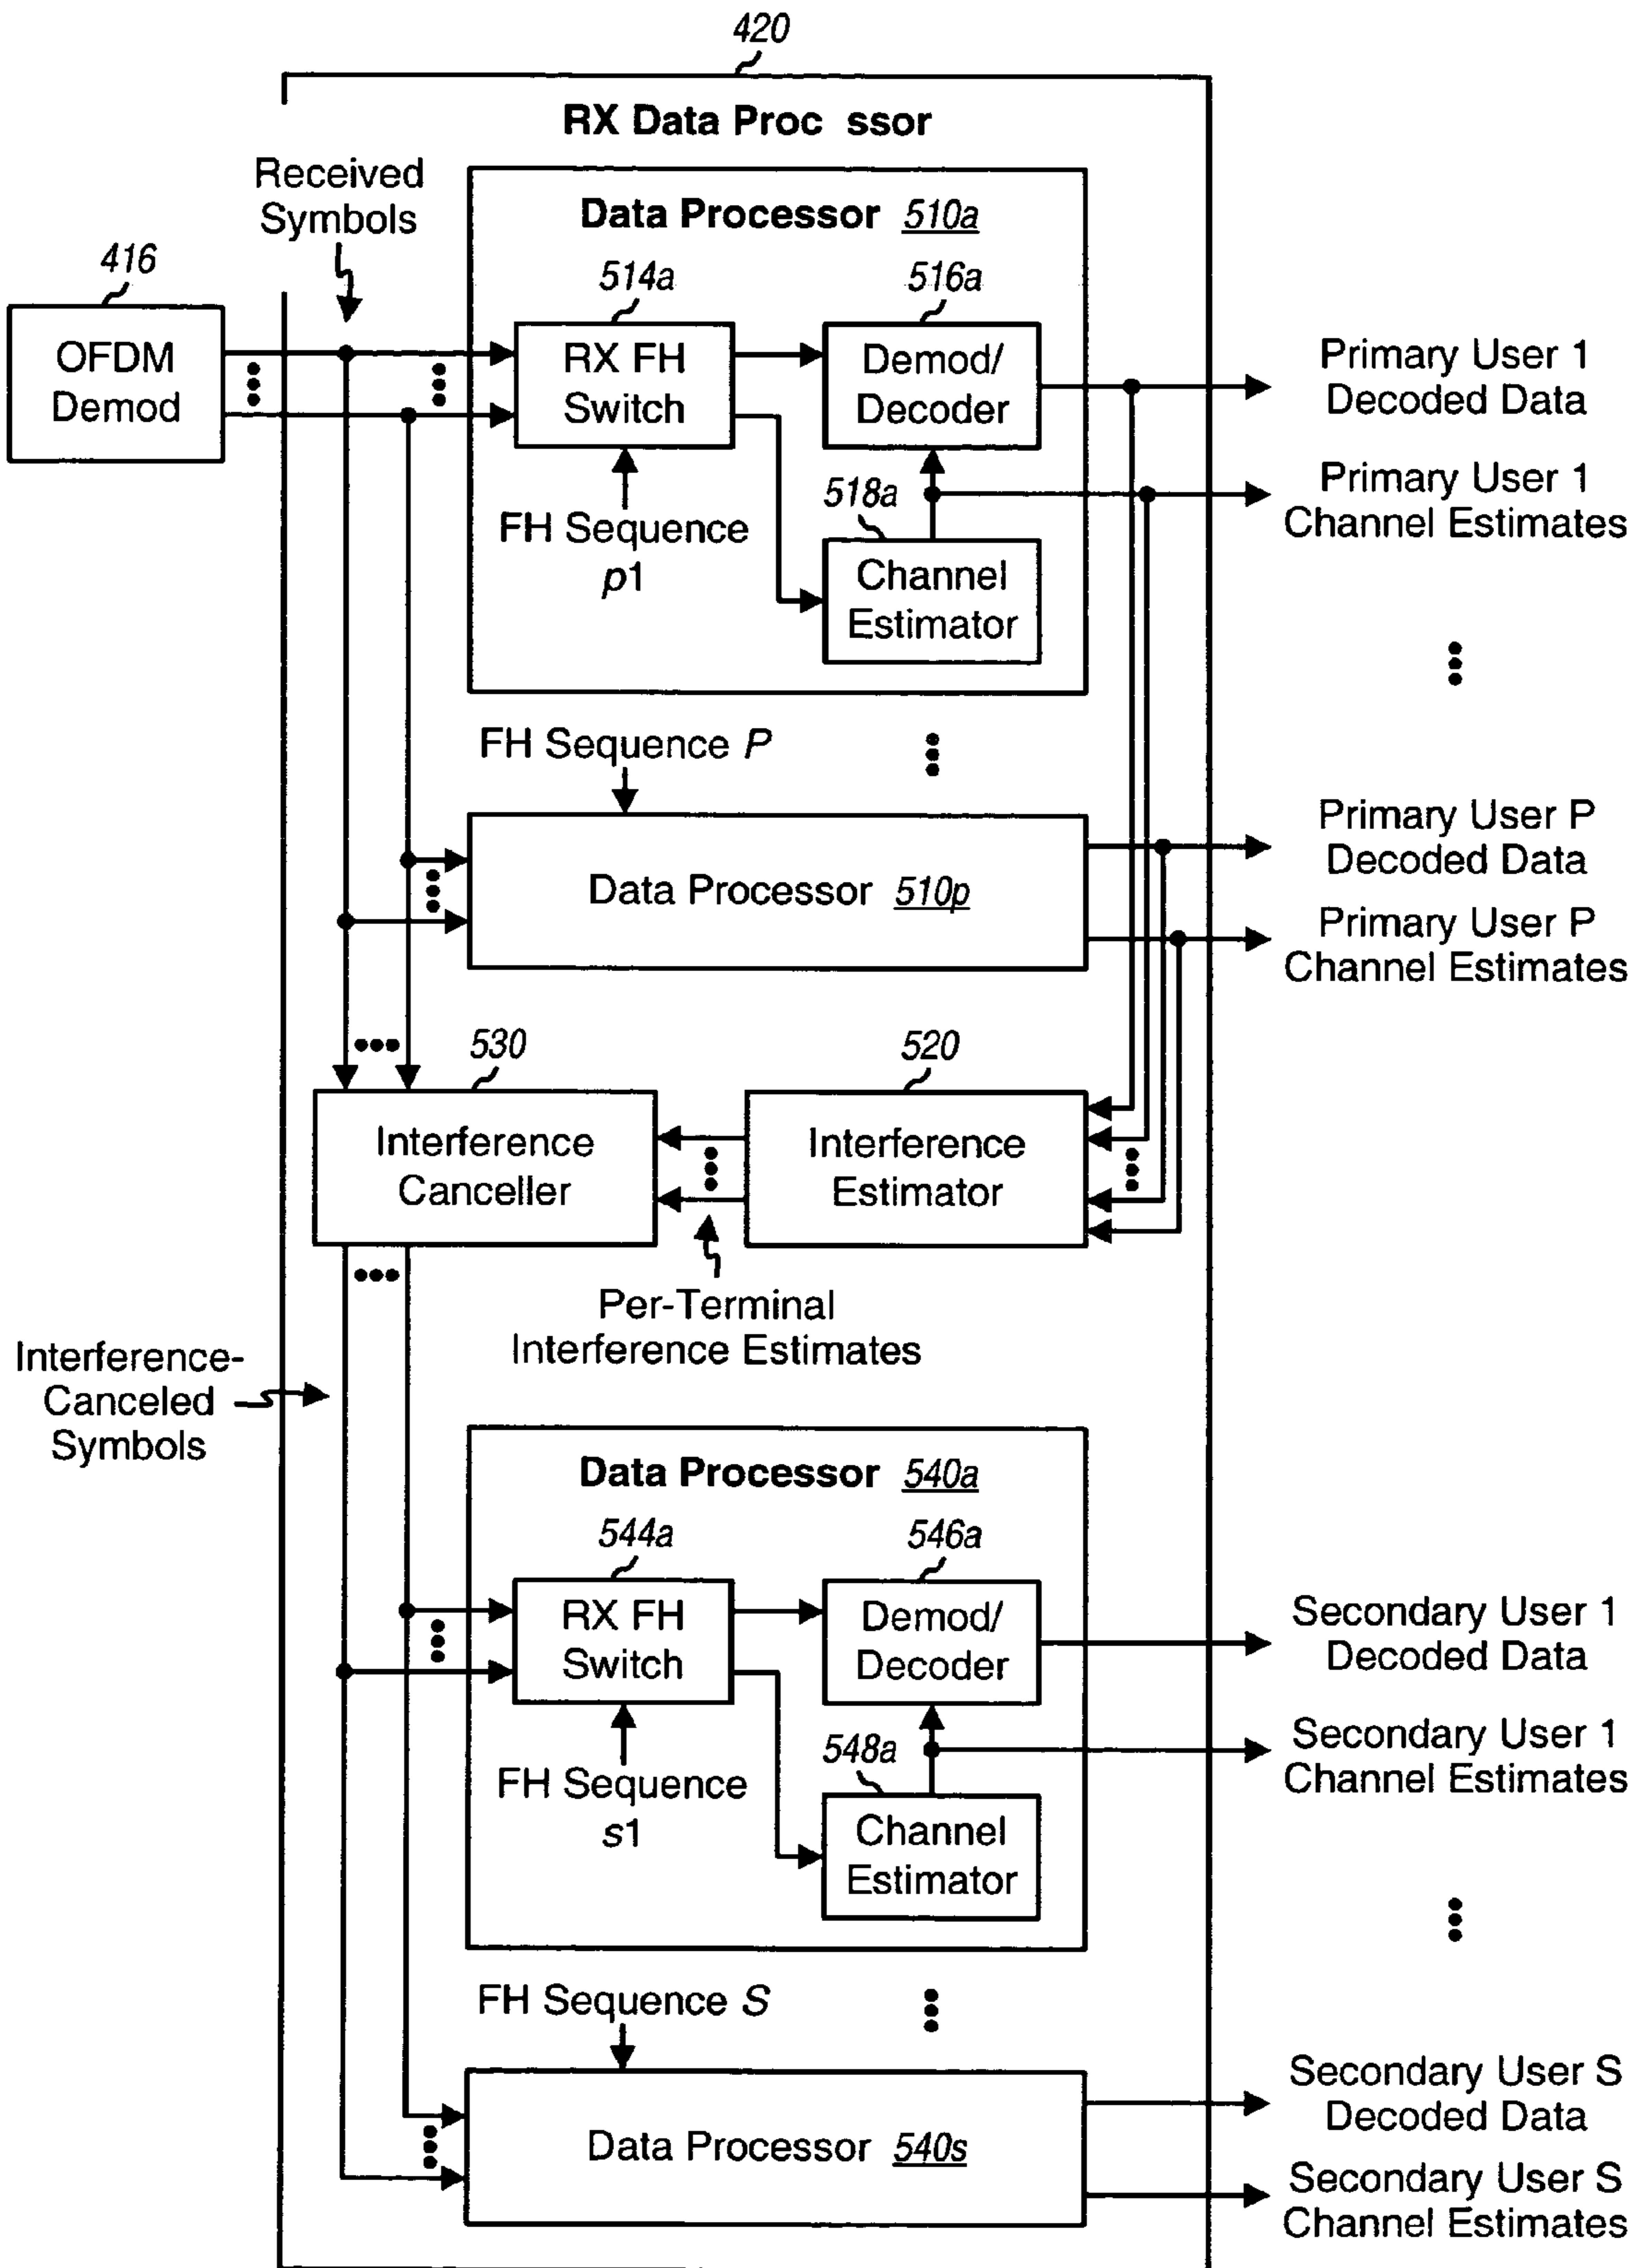 420
RX Data Proc ssor
Received
Symbols
Data Processor 510a
416
514a
516a
OFDM
Demod
RX FH
Switch
Demod/
Decoder
Primary User 1
Decoded Data
518a
Primary User 1
Channel Estimates
FH Sequence
p1
Channel
Estimator
FH Sequence P
Data Processor 510p
Primary User P
Decoded Data
Primary User P
Channel Estimates
530
520
Interference
Canceller
Interference
Estimator
Per-Terminal
Interference Estimates
Interference-
Canceled
Symbols
Data Processor 540a
544a
546a
RX FH
Switch
Demod/
Decoder
Secondary User 1
Decoded Data
548a
Secondary User 1
Channel Estimates
FH Sequence
s1
Channel
Estimator
FH Sequence S
Data Processor 540s
Secondary User S
Decoded Data
Secondary User S
Channel Estimates